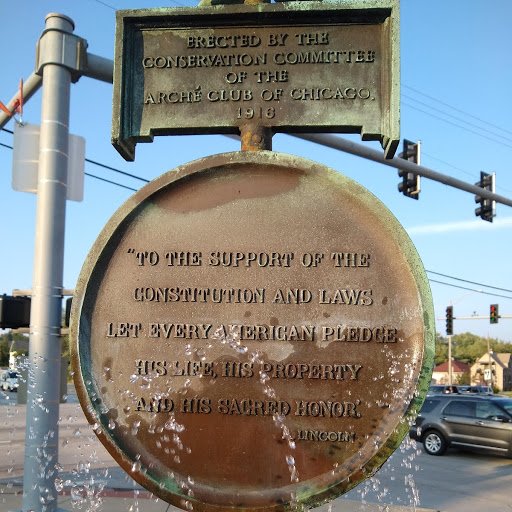 ERECTED BY THE
CONSERVATION COMMITTEE
OF THE
ARCHÉ CLUB OF CHICAGO.
1916
"TO THE SUPPORT OF THE
CONSTITUTION AND LAWS
LET EVERY AMERICAN PLEDGE
HIS LIFE, HIS PROPERTY
AND HIS SACRED HONOR."
LINCOLN